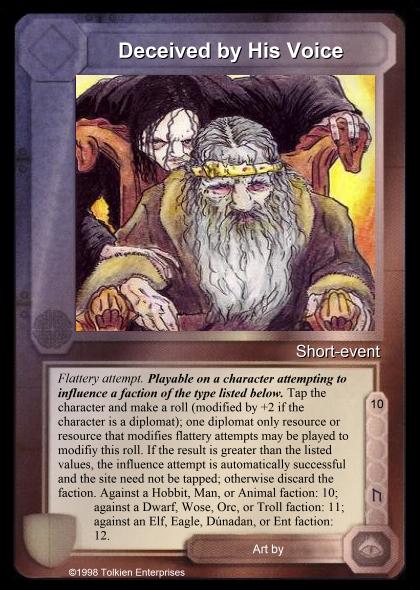 Deceived by His Voice
Short-event
Flattery attempt. Playable on a character attempting to
influence a faction of the type listed below. Tap the
character and make a roll (modified by +2 if the
character is a diplomat); one diplomat only resource or
resource that modifies flattery attempts may be played to
modifiy this roll. If the result is greater than the listed
values, the influence attempt is automatically successful
and the site need not be tapped; otherwise discard the
faction. Against a Hobbit, Man, or Animal faction: 10;
against a Dwarf, Wose, Orc, or Troll faction: 11;
against an Elf, Eagle, Dúnadan, or Ent faction:
12.
10
Art by
©1998 Tolkien Enterprises